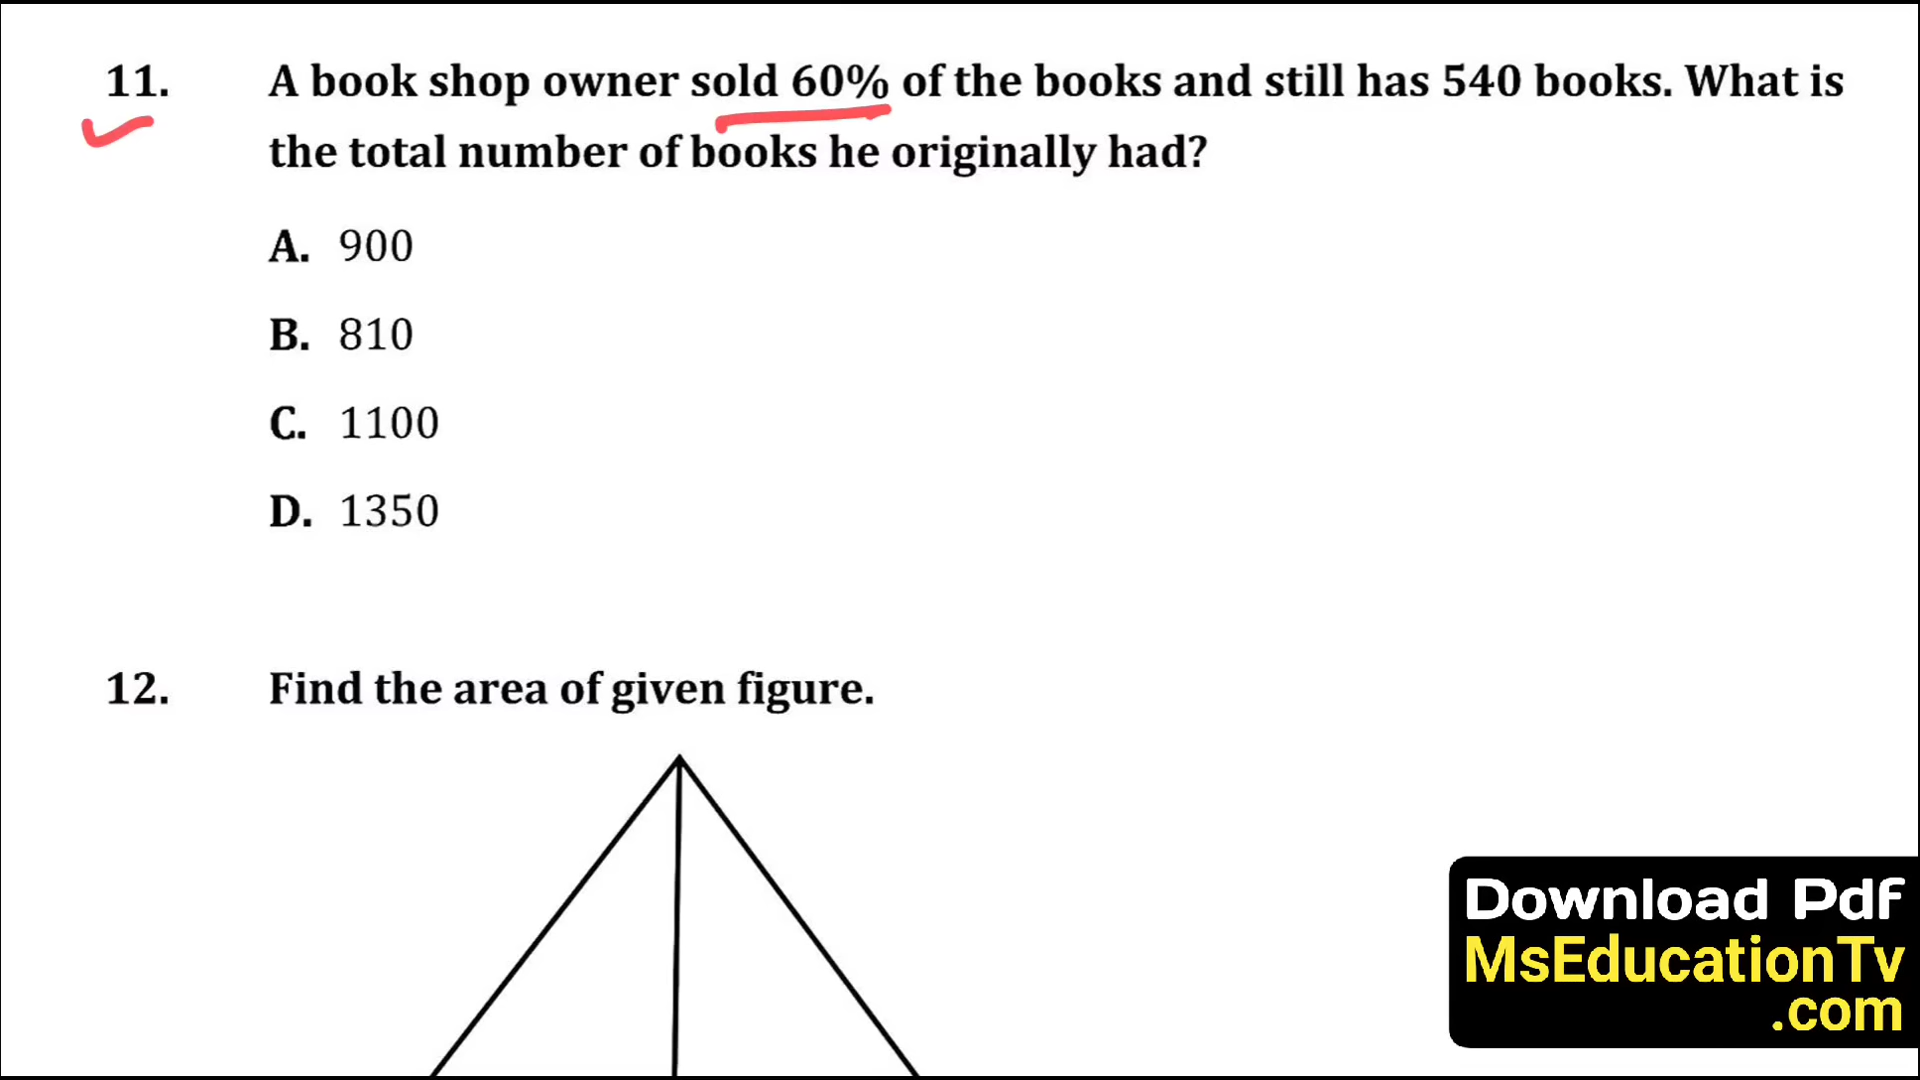 11. A book shop owner sold 60% of the books and still has 540 books. What is
the total number of books he originally had?
A. 900
B. 810
C. 1100
D. 1350
12. Find the area of given figure.
Download Pdf
MsEducationTv
.com